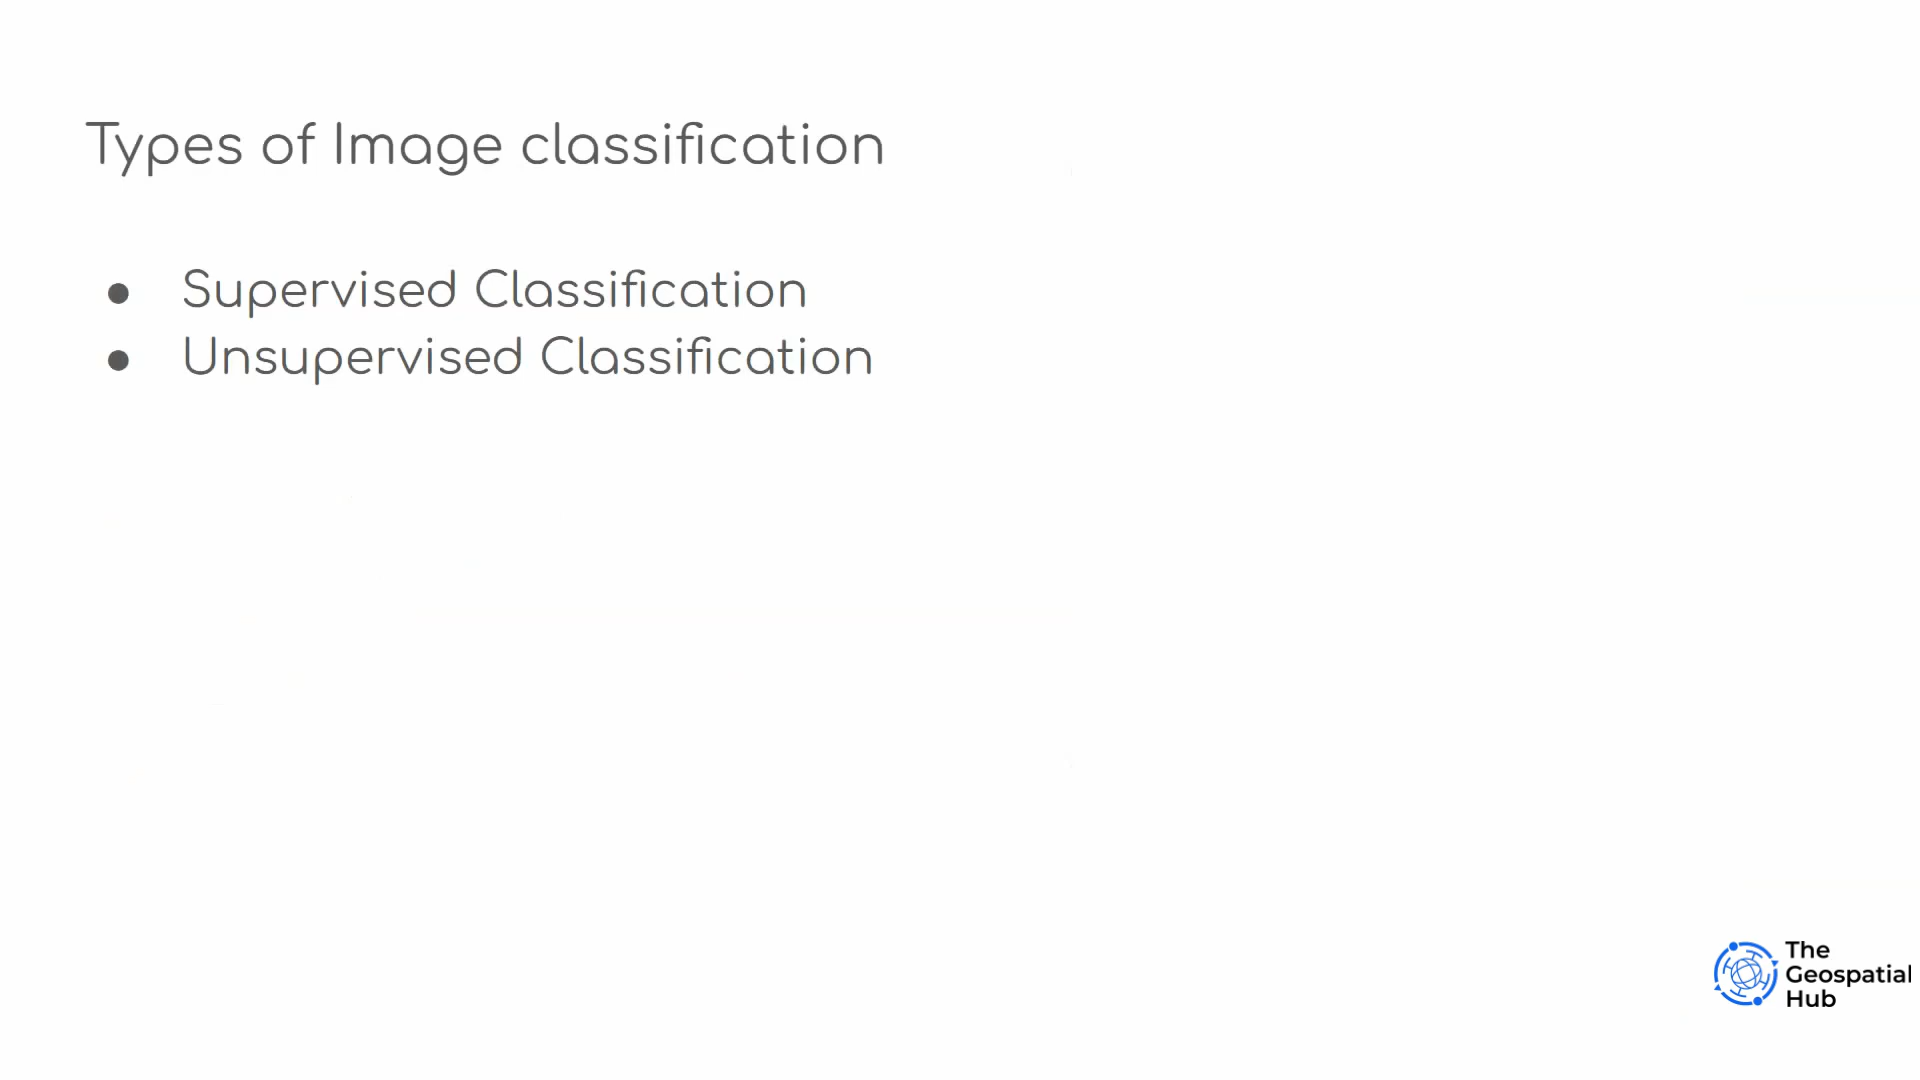 Types of Image classification
● Supervised Classification
● Unsupervised Classification
The
Geospatial
Hub